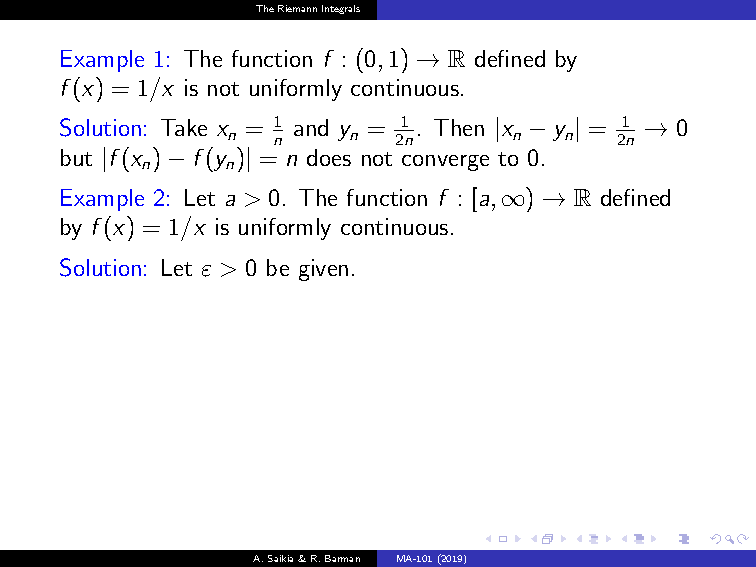 The Riemann Integrals
Example 1: The function f : (0, 1) → ℝ defined by
f(x) = 1/x is not uniformly continuous.
Solution: Take xₙ = 1/n and yₙ = 1/2n. Then |xₙ − yₙ| = 1/2n → 0
but |f(xₙ) − f(yₙ)| = n does not converge to 0.
Example 2: Let a > 0. The function f : [a, ∞) → ℝ defined
by f(x) = 1/x is uniformly continuous.
Solution: Let ε > 0 be given.
A. Saikia & R. Barman MA-101 (2019)